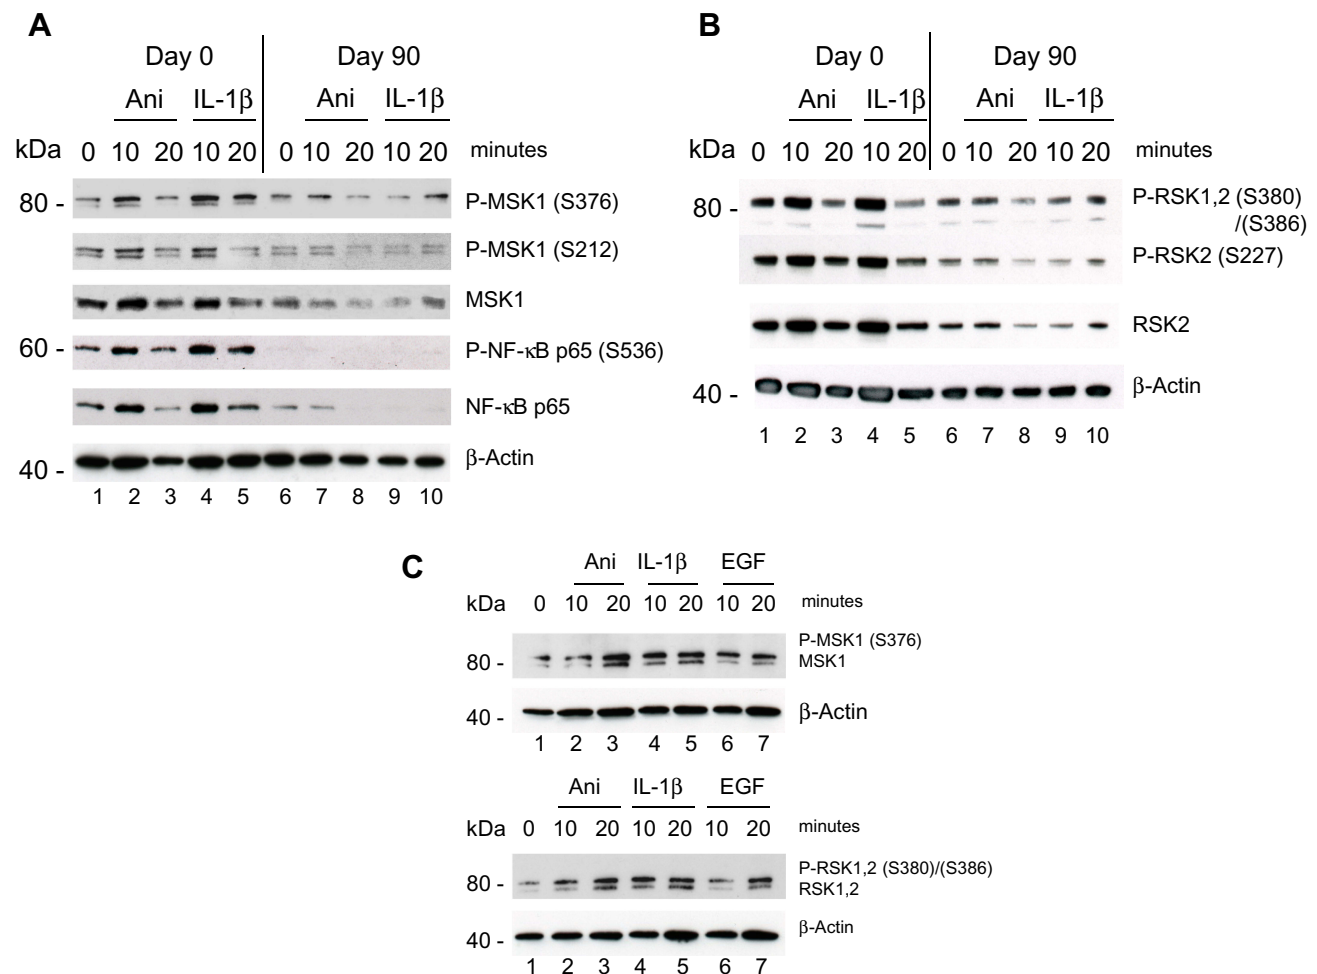 A
Day 0 Day 90
Ani IL-1β Ani IL-1β
kDa 0 10 20 10 20 0 10 20 10 20 minutes
80 - P-MSK1 (S376)
P-MSK1 (S212)
MSK1
60 - P-NF-κB p65 (S536)
NF-κB p65
40 - β-Actin
1 2 3 4 5 6 7 8 9 10
B
Day 0 Day 90
Ani IL-1β Ani IL-1β
kDa 0 10 20 10 20 0 10 20 10 20 minutes
80 - P-RSK1,2 (S380)
/(S386)
P-RSK2 (S227)
RSK2
40 - β-Actin
1 2 3 4 5 6 7 8 9 10
C
Ani IL-1β EGF
kDa 0 10 20 10 20 10 20 minutes
P-MSK1 (S376)
80 - MSK1
40 - β-Actin
1 2 3 4 5 6 7
Ani IL-1β EGF
kDa 0 10 20 10 20 10 20 minutes
P-RSK1,2 (S380)/(S386)
80 - RSK1,2
40 - β-Actin
1 2 3 4 5 6 7